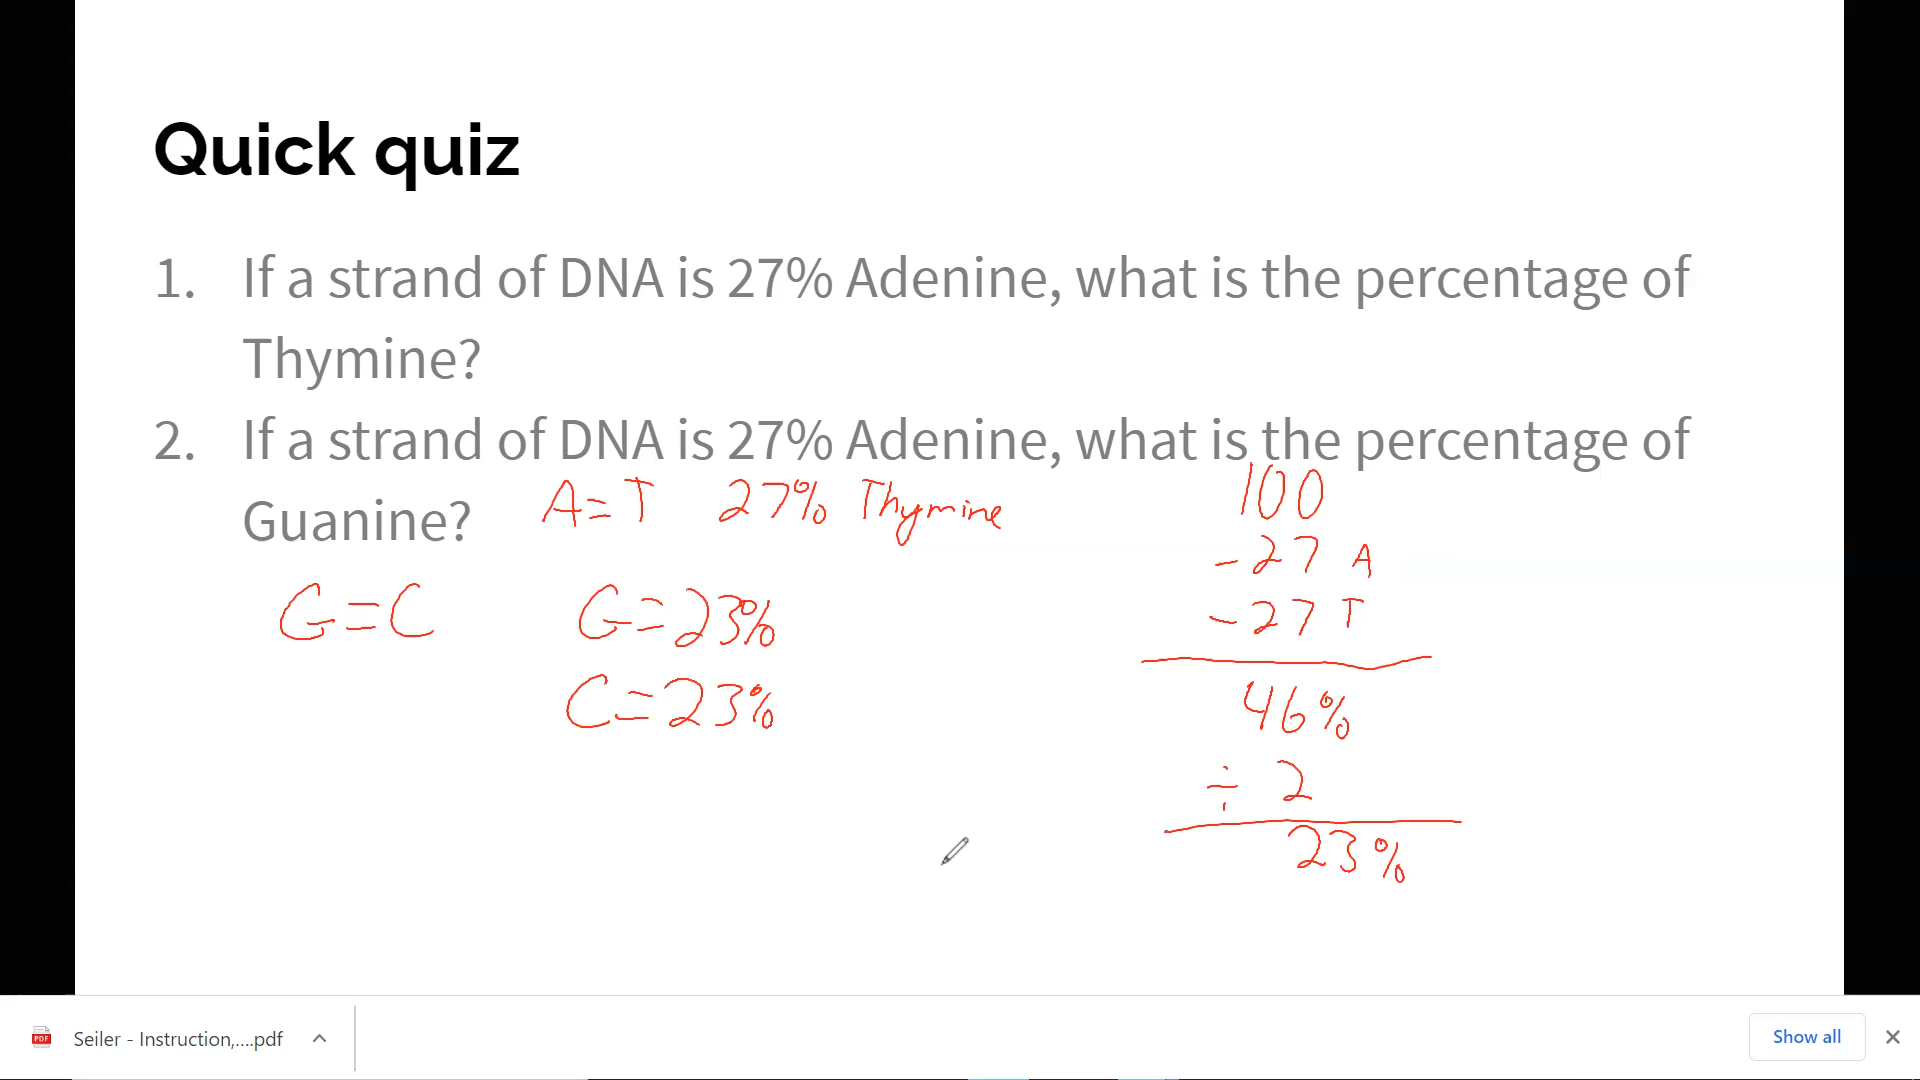 Quick quiz
1. If a strand of DNA is 27% Adenine, what is the percentage of
Thymine?
2. If a strand of DNA is 27% Adenine, what is the percentage of
Guanine?
A=T 27% Thymine
100
-27 A
-27 T
G=C G=23%
C=23%
46%
÷ 2
23%
Seiler - Instruction,....pdf
Show all